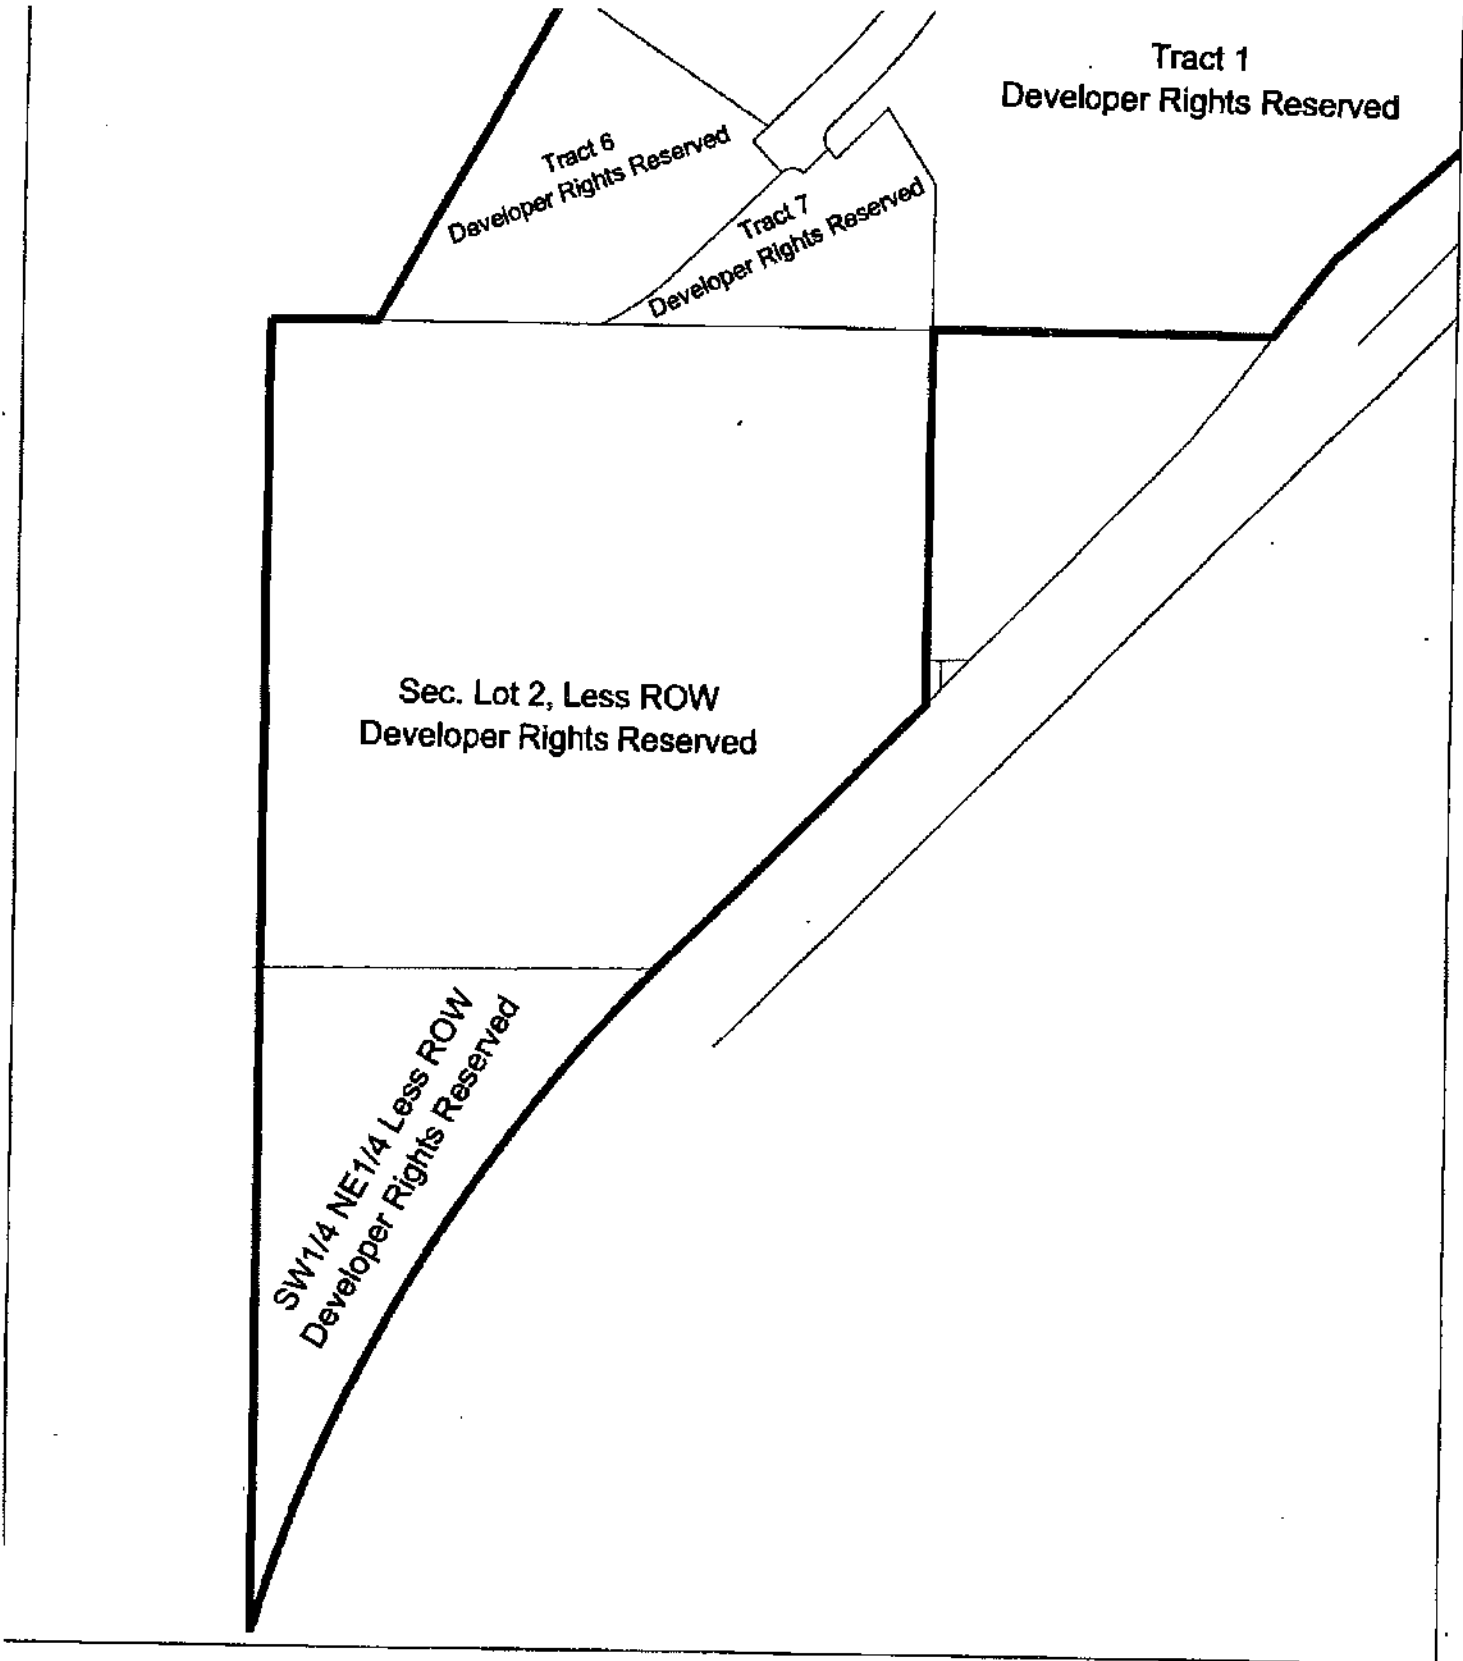 Tract 1
Developer Rights Reserved
Tract 6
Developer Rights Reserved
Tract 7
Developer Rights Reserved
Sec. Lot 2, Less ROW
Developer Rights Reserved
SW1/4 NE1/4 Less ROW
Developer Rights Reserved